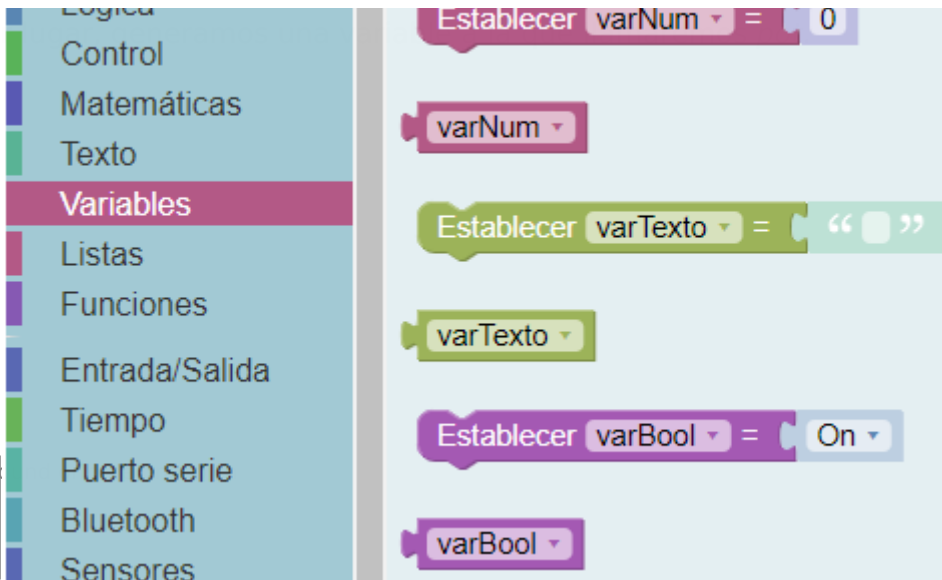 Lógica
Control
Matemáticas
Texto
Variables
Listas
Funciones
Entrada/Salida
Tiempo
Puerto serie
Bluetooth
Sensores
Establecer varNum = 0
varNum
Establecer varTexto = “ ”
varTexto
Establecer varBool = On
varBool